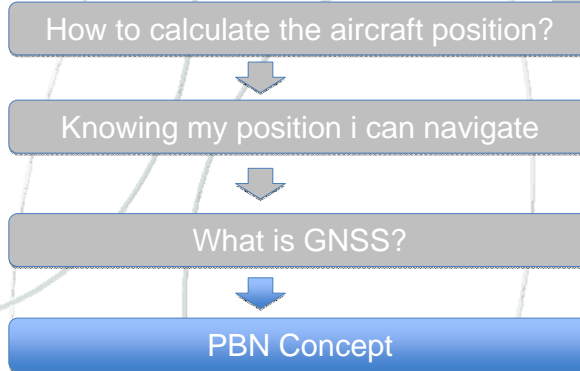 How to calculate the aircraft position?
Knowing my position i can navigate
What is GNSS?
PBN Concept